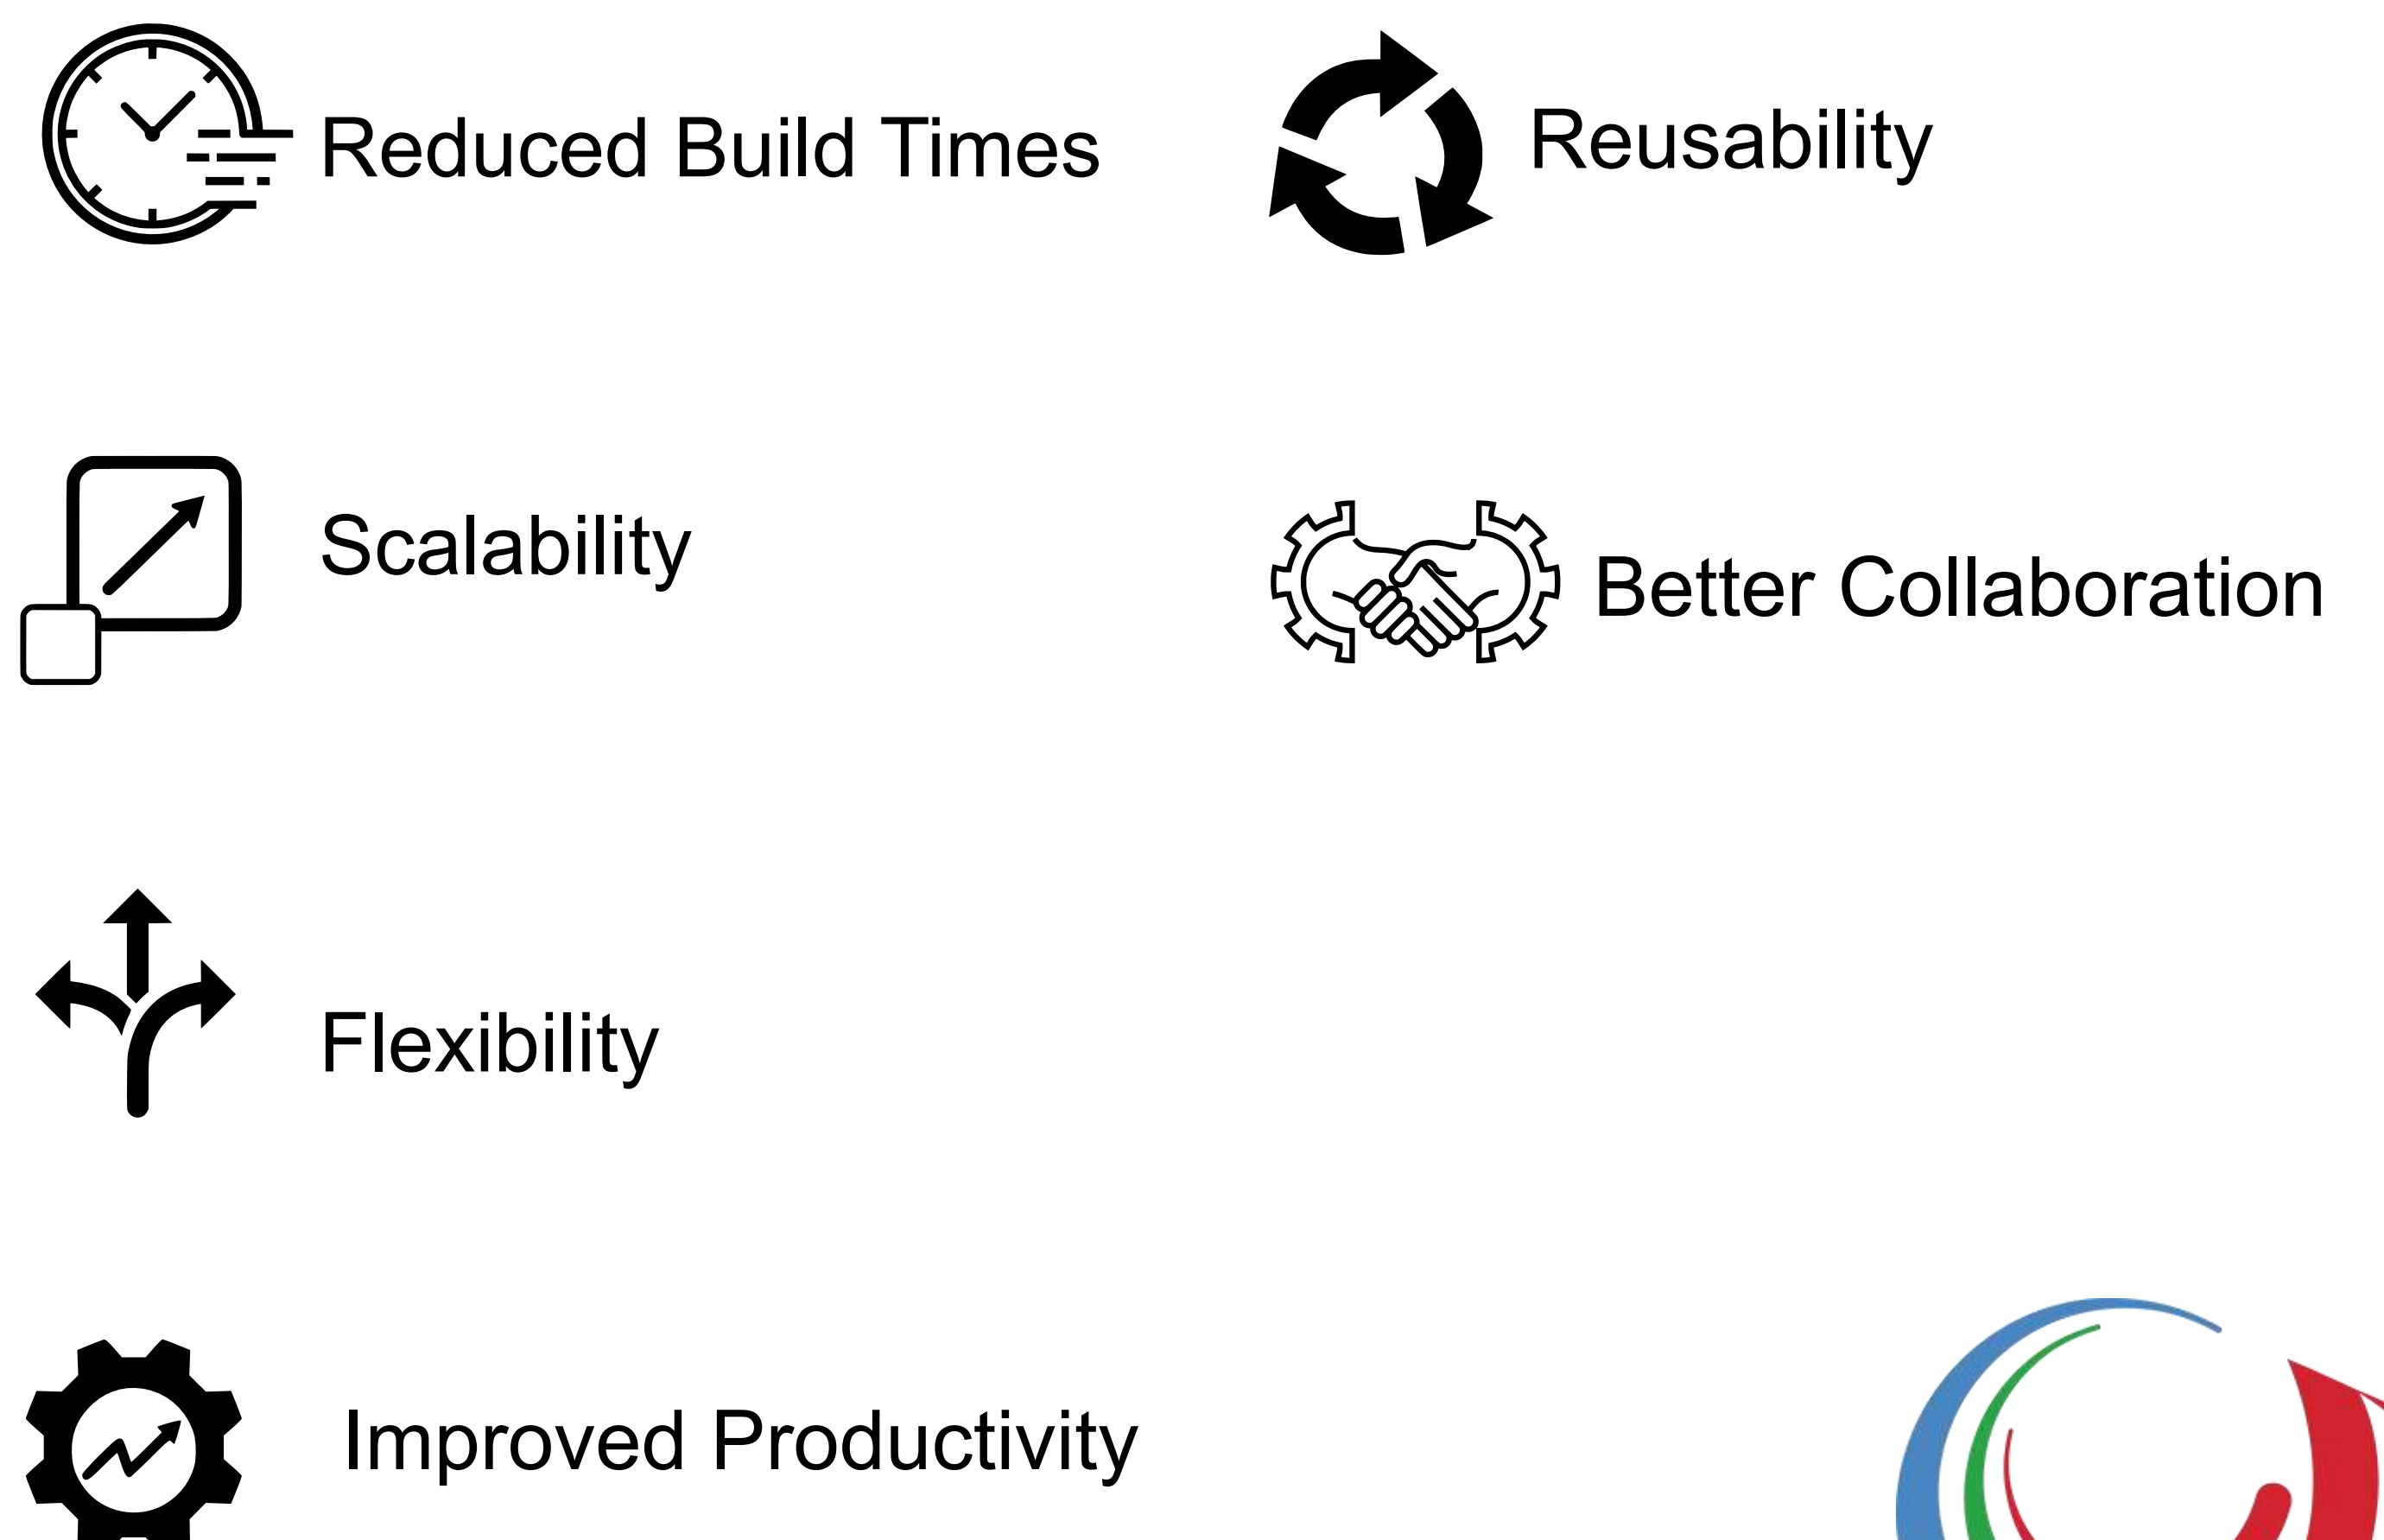 Reduced Build Times
Reusability
Scalability
Better Collaboration
Flexibility
Improved Productivity